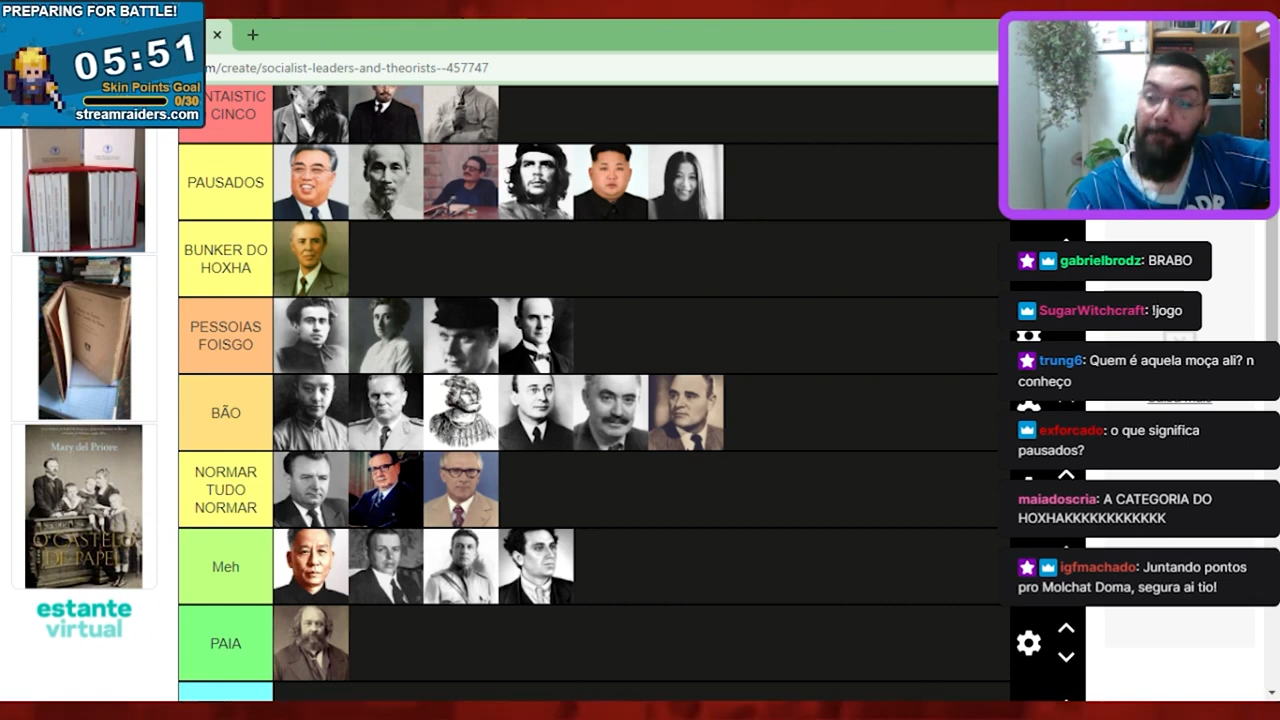 PREPARING FOR BATTLE!
05:51
Skin Points Goal
0/30
streamraiders.com
m/create/socialist-leaders-and-theorists--457747
NTAISTIC
CINCO
PAUSADOS
BUNKER DO
HOXHA
PESSOIAS
FOISGO
BÃO
NORMAR
TUDO
NORMAR
Meh
PAIA
Mary del Priore
O CASTELO
DE PAPEL
estante
virtual
gabrielbrodz: BRABO
SugarWitchcraft: !jogo
trung6: Quem é aquela moça ali? n
conheço
exforcado: o que significa
pausados?
maiadoscria: A CATEGORIA DO
HOXHAKKKKKKKKKKKK
igfmachado: Juntando pontos
pro Molchat Doma, segura ai tio!